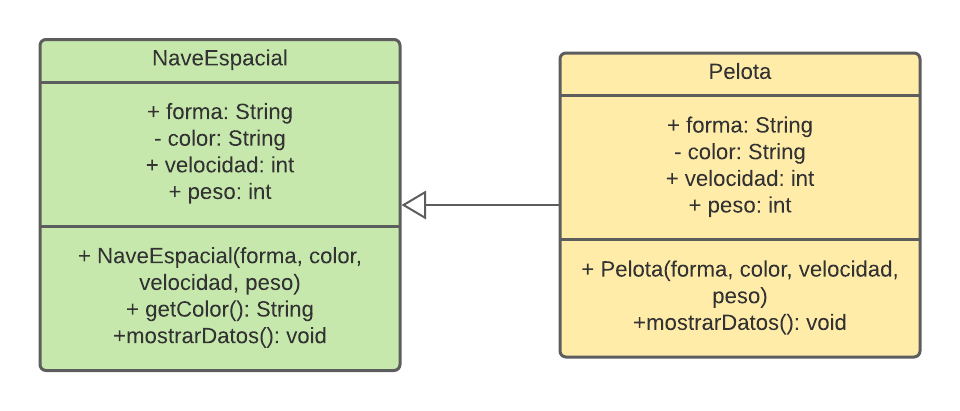 NaveEspacial
+ forma: String
- color: String
+ velocidad: int
+ peso: int
+ NaveEspacial(forma, color,
velocidad, peso)
+ getColor(): String
+mostrarDatos(): void
Pelota
+ forma: String
- color: String
+ velocidad: int
+ peso: int
+ Pelota(forma, color, velocidad,
peso)
+mostrarDatos(): void